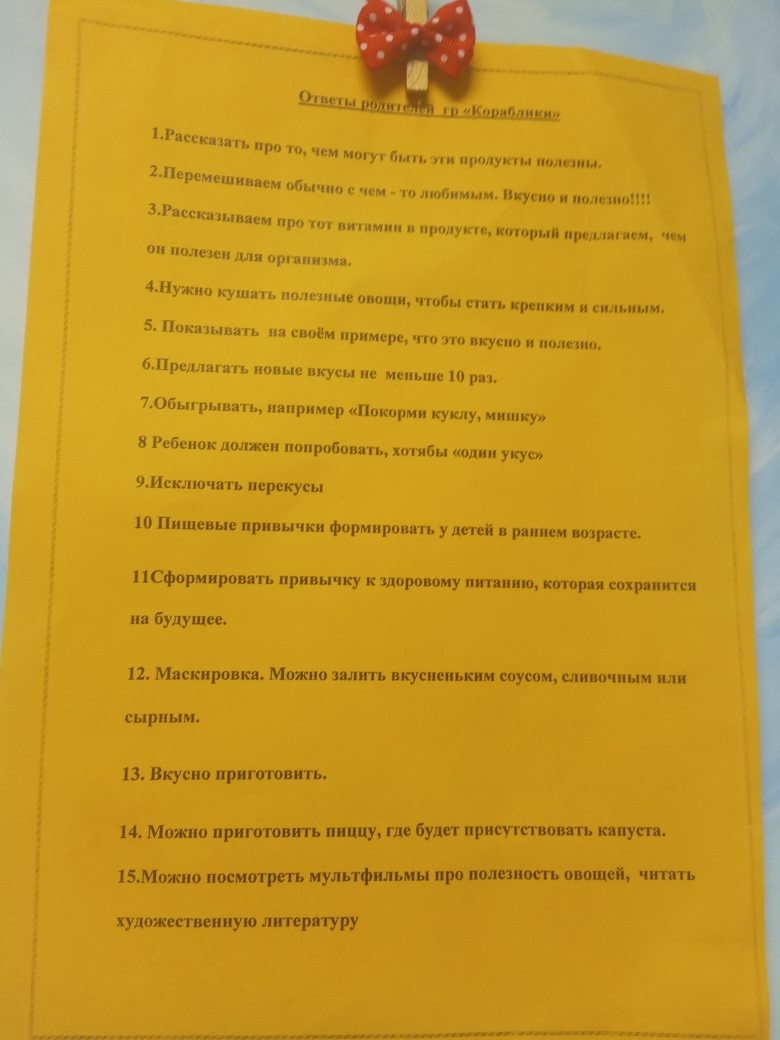 Ответы родителей гр «Кораблики»
1.Рассказать про то, чем могут быть эти продукты полезны.
2.Перемешиваем обычно с чем - то любимым. Вкусно и полезно!!!!
3.Рассказываем про тот витамин в продукте, который предлагаем, чем
он полезен для организма.
4.Нужно кушать полезные овощи, чтобы стать крепким и сильным.
5. Показывать на своём примере, что это вкусно и полезно.
6.Предлагать новые вкусы не меньше 10 раз.
7.Обыгрывать, например «Покорми куклу, мишку»
8 Ребенок должен попробовать, хотябы «один укус»
9.Исключать перекусы
10 Пищевые привычки формировать у детей в раннем возрасте.
11Сформировать привычку к здоровому питанию, которая сохранится
на будущее.
12. Маскировка. Можно залить вкусненьким соусом, сливочным или
сырным.
13. Вкусно приготовить.
14. Можно приготовить пиццу, где будет присутствовать капуста.
15.Можно посмотреть мультфильмы про полезность овощей, читать
художественную литературу